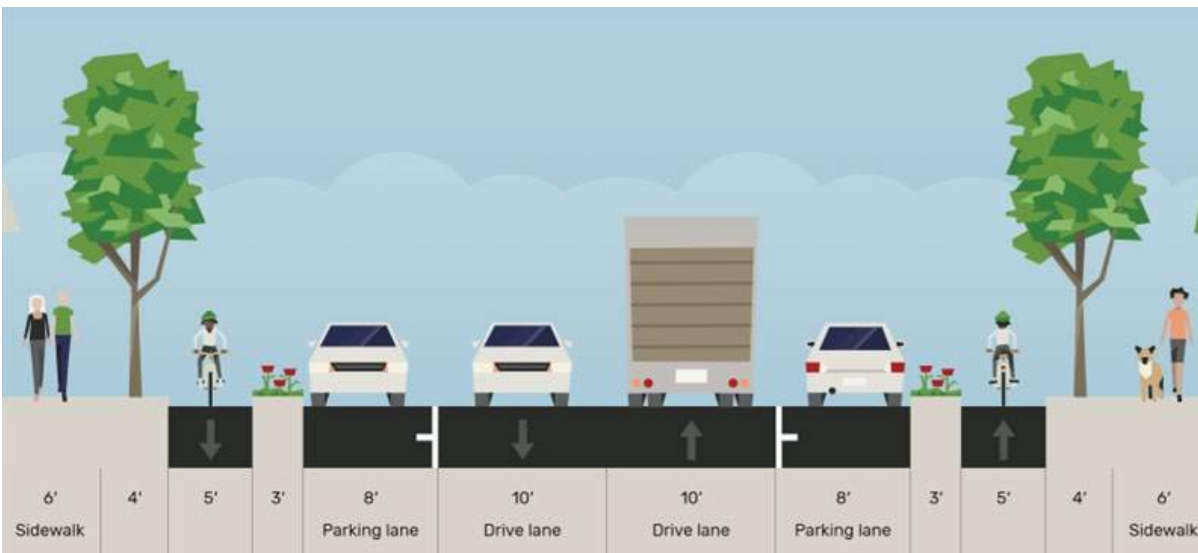 6' 4' 5' 3' 8' 10' 10' 8' 3' 5' 4' 6'
Sidewalk Parking lane Drive lane Drive lane Parking lane Sidewalk